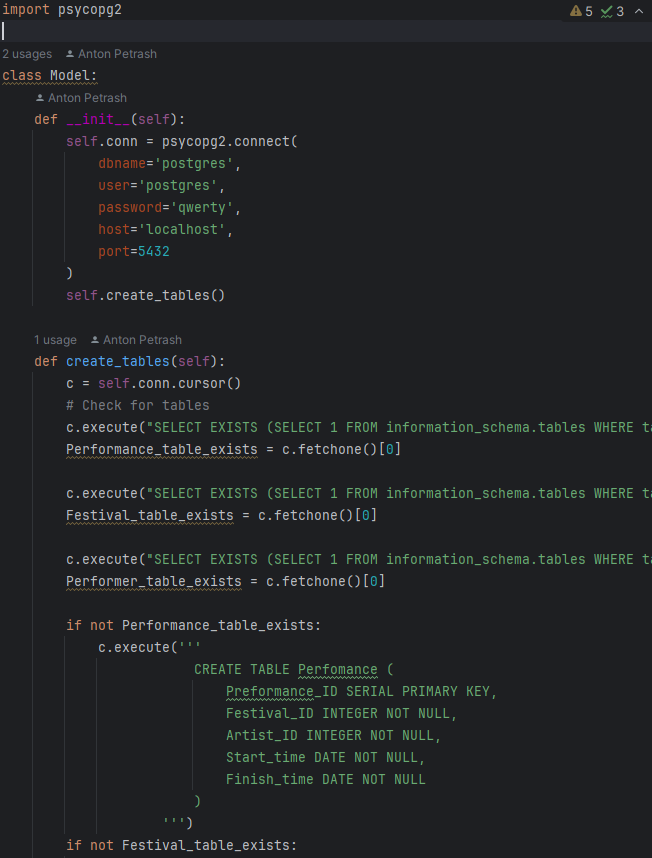 import psycopg2
5 3
2 usages Anton Petrash
class Model:
Anton Petrash
def __init__(self):
self.conn = psycopg2.connect(
dbname='postgres',
user='postgres',
password='qwerty',
host='localhost',
port=5432
)
self.create_tables()
1 usage Anton Petrash
def create_tables(self):
c = self.conn.cursor()
# Check for tables
c.execute("SELECT EXISTS (SELECT 1 FROM information_schema.tables WHERE ta
Performance_table_exists = c.fetchone()[0]
c.execute("SELECT EXISTS (SELECT 1 FROM information_schema.tables WHERE ta
Festival_table_exists = c.fetchone()[0]
c.execute("SELECT EXISTS (SELECT 1 FROM information_schema.tables WHERE ta
Performer_table_exists = c.fetchone()[0]
if not Performance_table_exists:
c.execute('''
CREATE TABLE Perfomance (
Preformance_ID SERIAL PRIMARY KEY,
Festival_ID INTEGER NOT NULL,
Artist_ID INTEGER NOT NULL,
Start_time DATE NOT NULL,
Finish_time DATE NOT NULL
)
''')
if not Festival_table_exists: